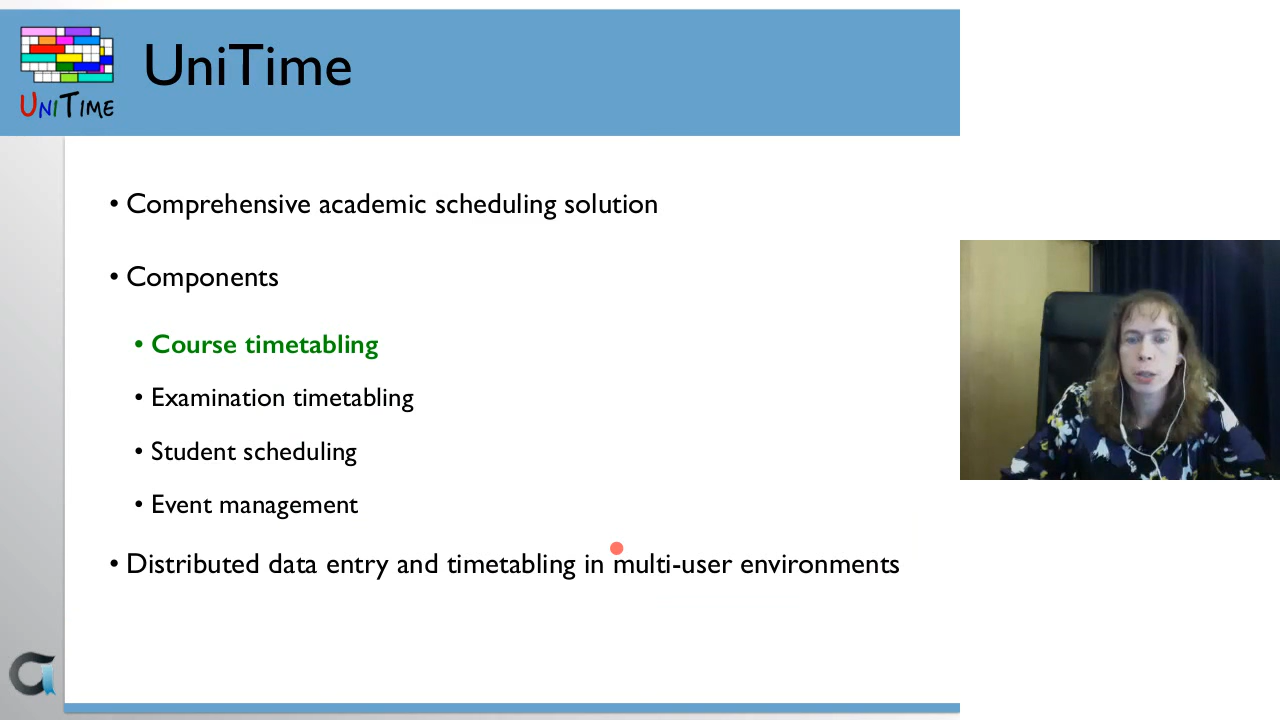 UniTime
UNITIME
• Comprehensive academic scheduling solution
• Components
• Course timetabling
• Examination timetabling
• Student scheduling
• Event management
• Distributed data entry and timetabling in multi-user environments